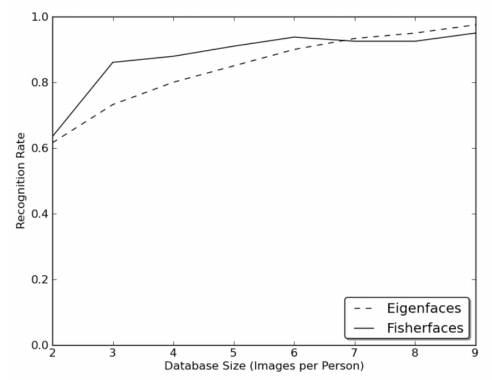 1.0
0.8
0.6
0.4
0.2
0.0
Recognition Rate
Eigenfaces
Fisherfaces
2 3 4 5 6 7 8 9
Database Size (Images per Person)